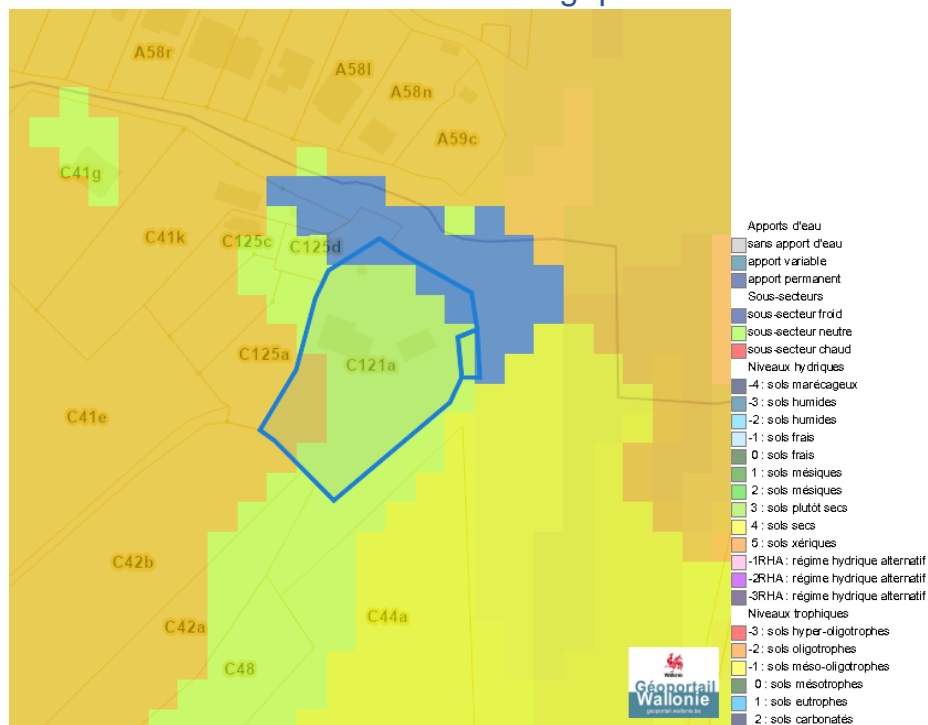 A58r
A58l
A58n
A59c
C41g
C41k
C125c
C125d
C125a
C121a
C41e
C42b
C42a
C44a
C48
Apports d'eau
sans apport d'eau
apport variable
apport permanent
Sous-secteurs
sous-secteur froid
sous-secteur neutre
sous-secteur chaud
Niveaux hydriques
-4 : sols marécageux
-3 : sols humides
-2 : sols humides
-1 : sols frais
0 : sols frais
1 : sols mésiques
2 : sols mésiques
3 : sols plutôt secs
4 : sols secs
5 : sols xériques
-1RHA : régime hydrique alternatif
-2RHA : régime hydrique alternatif
-3RHA : régime hydrique alternatif
Niveaux trophiques
-3 : sols hyper-oligotrophes
-2 : sols oligotrophes
-1 : sols méso-oligotrophes
0 : sols mésotrophes
1 : sols eutrophes
2 : sols carbonatés
Wallonie
Géoportail
Wallonie
geoportail.wallonie.be